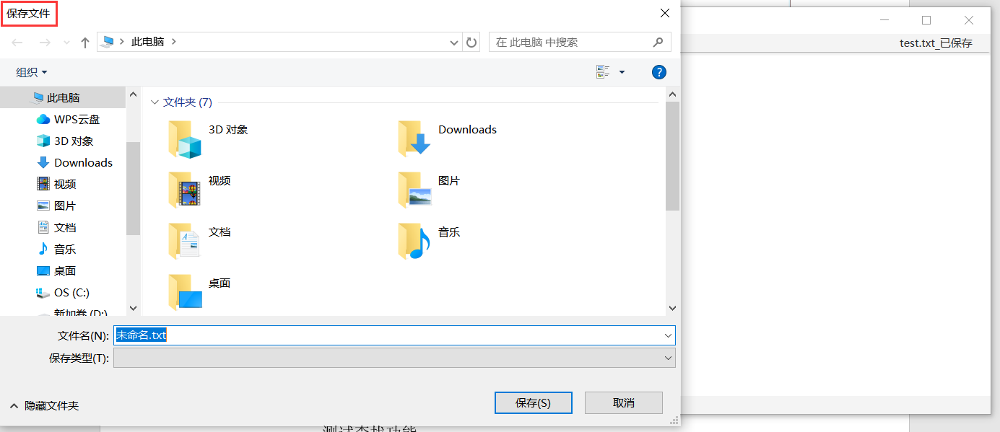 保存文件
此电脑
在 此电脑 中搜索
test.txt_已保存
组织
?
此电脑
WPS云盘
3D 对象
Downloads
视频
图片
文档
音乐
桌面
OS (C:)
新加卷 (D:)
文件夹 (7)
3D 对象
Downloads
视频
图片
文档
音乐
桌面
文件名(N):
未命名.txt
保存类型(T):
隐藏文件夹
保存(S)
取消
测试查找功能